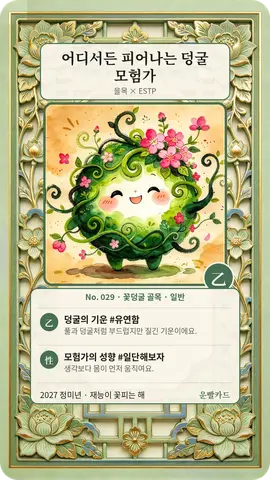 어디서든 피어나는 덩굴
모험가
을목 × ESTP
乙
No. 029 · 꽃덩굴 골목 · 일반
乙
덩굴의 기운 #유연함
풀과 덩굴처럼 부드럽지만 질긴 기운이에요.
性
모험가의 성향 #일단해보자
생각보다 몸이 먼저 움직여요.
2027 정미년 · 재능이 꽃피는 해
운빨카드